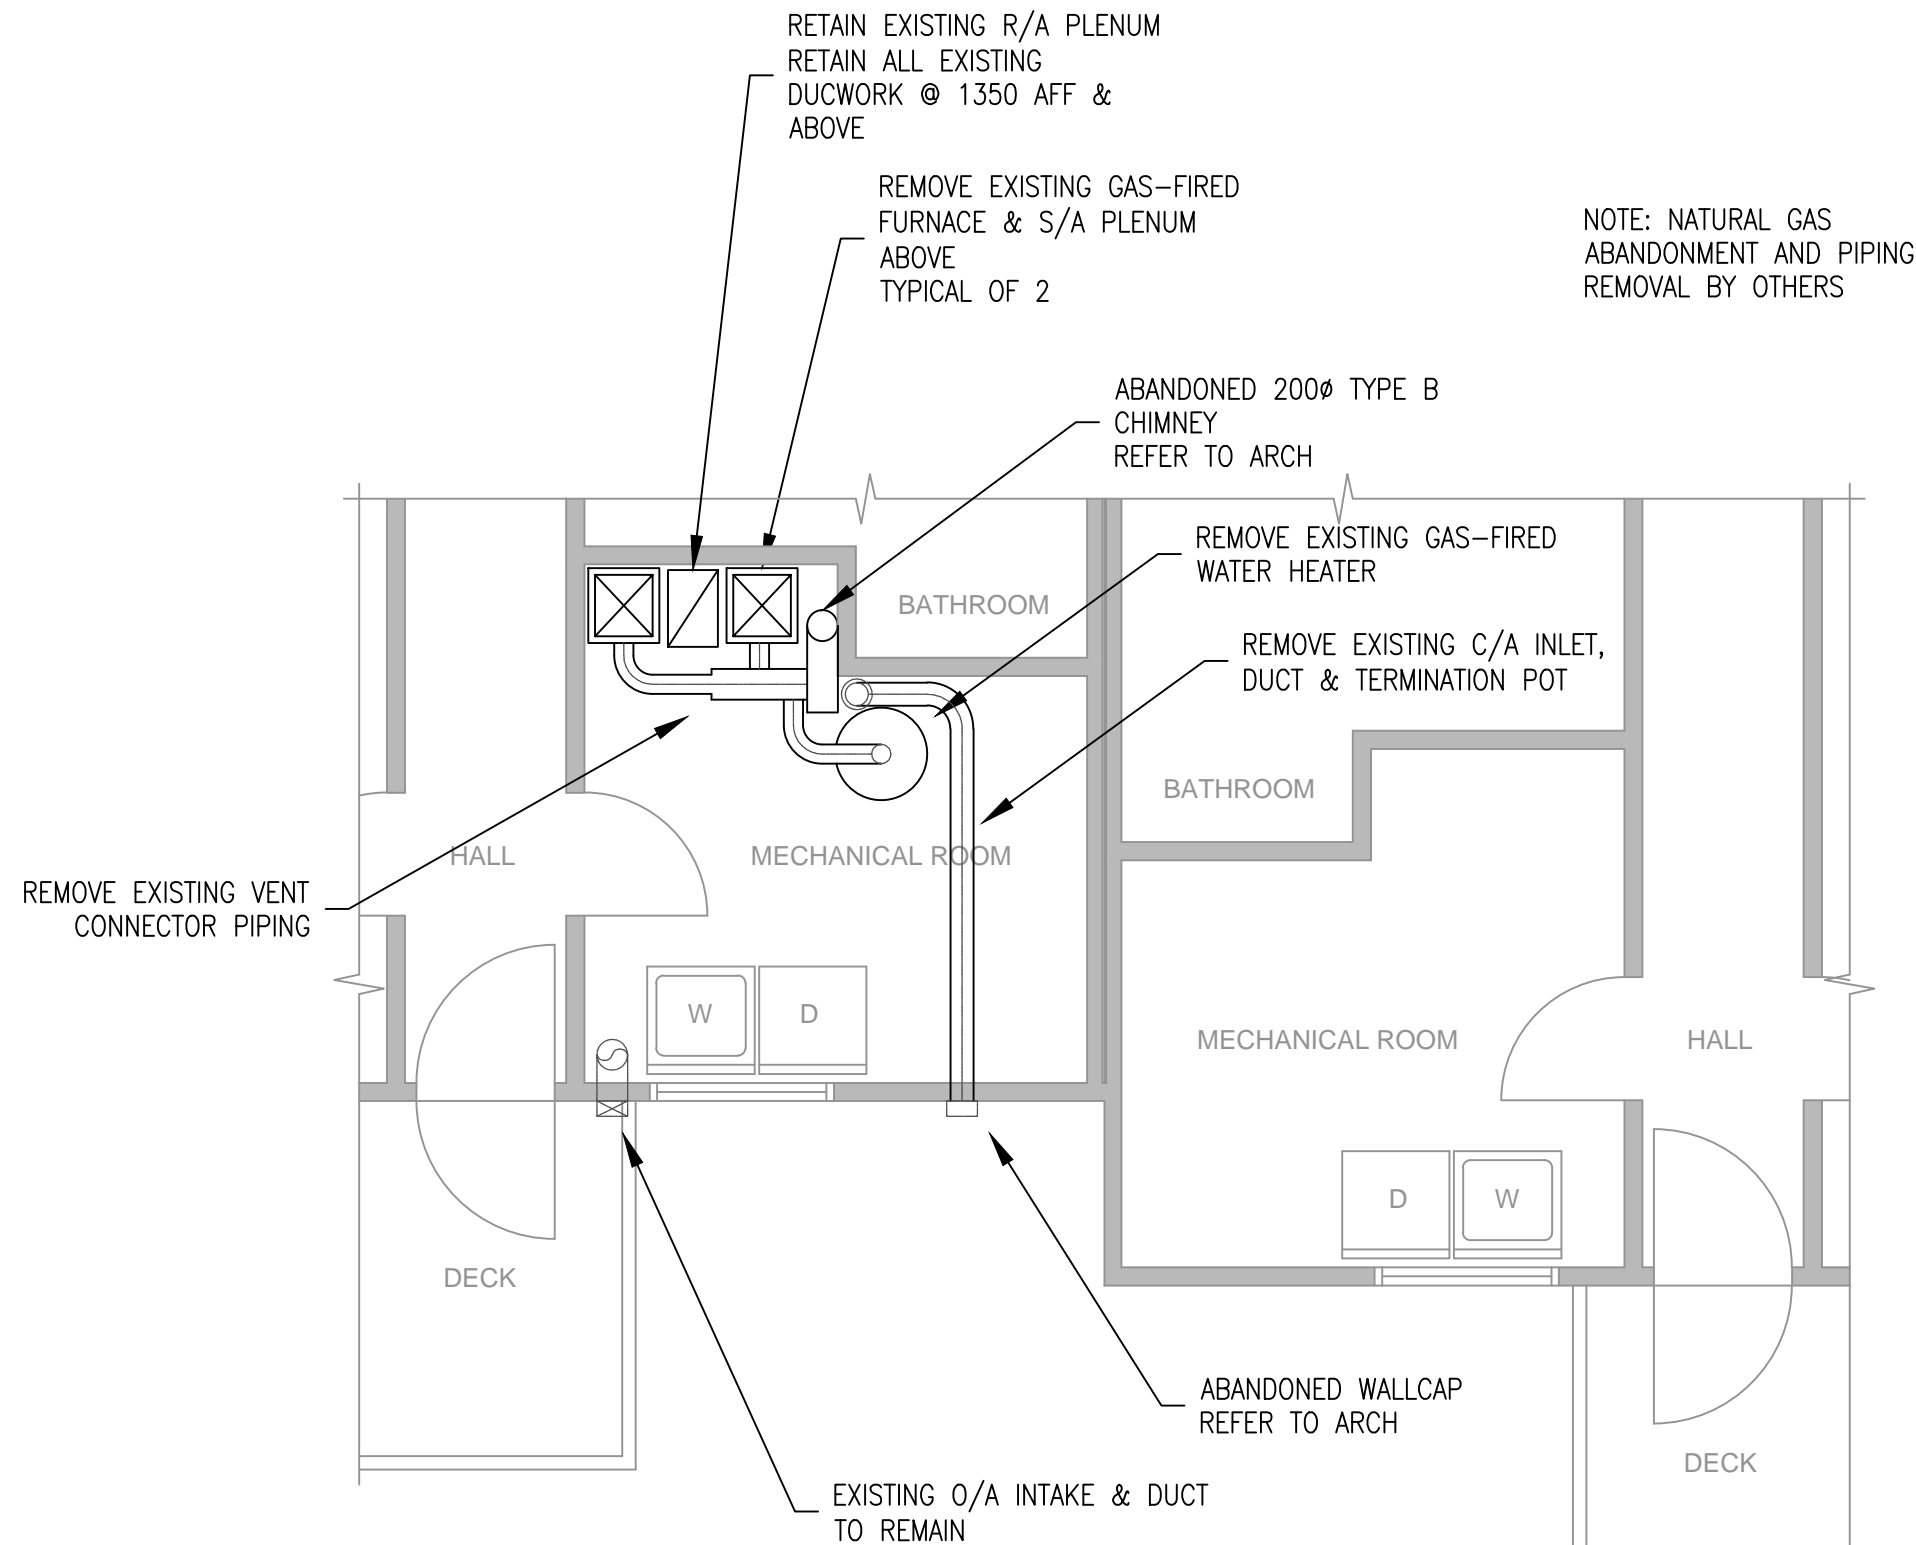 RETAIN EXISTING R/A PLENUM
RETAIN ALL EXISTING
DUCWORK @ 1350 AFF &
ABOVE
REMOVE EXISTING GAS-FIRED
FURNACE & S/A PLENUM
ABOVE
TYPICAL OF 2
NOTE: NATURAL GAS
ABANDONMENT AND PIPING
REMOVAL BY OTHERS
ABANDONED 200ø TYPE B
CHIMNEY
REFER TO ARCH
REMOVE EXISTING GAS-FIRED
WATER HEATER
BATHROOM
REMOVE EXISTING C/A INLET,
DUCT & TERMINATION POT
BATHROOM
HALL
MECHANICAL ROOM
REMOVE EXISTING VENT
CONNECTOR PIPING
W
D
MECHANICAL ROOM
HALL
D
W
DECK
ABANDONED WALLCAP
REFER TO ARCH
DECK
EXISTING O/A INTAKE & DUCT
TO REMAIN